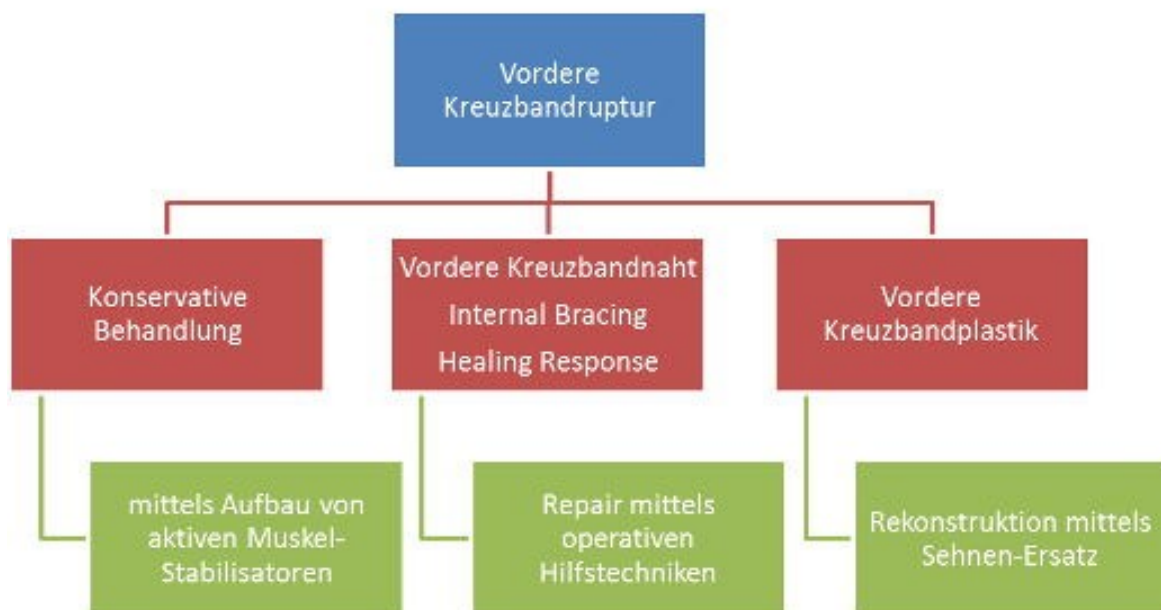 Vordere
Kreuzbandruptur
Konservative
Behandlung
Vordere Kreuzbandnaht
Internal Bracing
Healing Response
Vordere
Kreuzbandplastik
mittels Aufbau von
aktiven Muskel-
Stabilisatoren
Repair mittels
operativen
Hilfstechniken
Rekonstruktion mittels
Sehnen-Ersatz